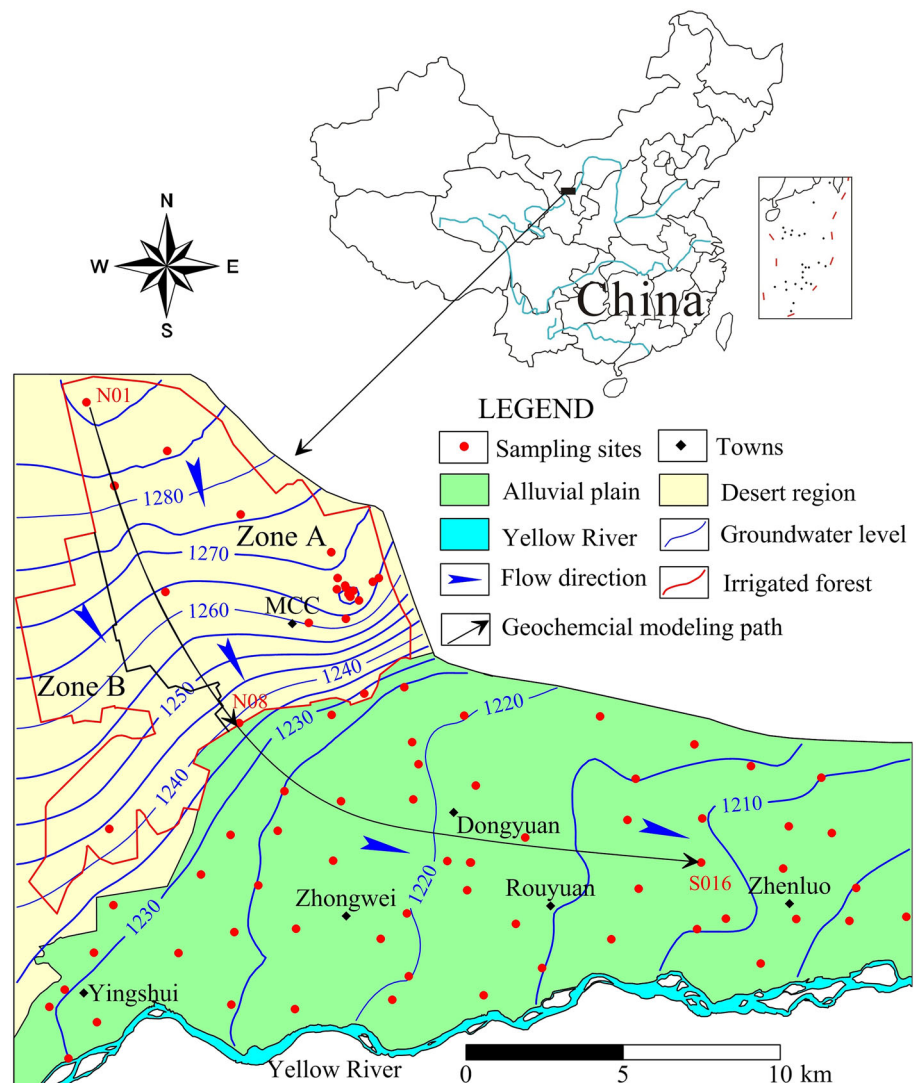 N
W E
S
China
N01
LEGEND
Sampling sites
Towns
Alluvial plain
Desert region
Yellow River
Groundwater level
Flow direction
Irrigated forest
Geochemcial modeling path
1280
Zone A
1270
1260
MCC
Zone B
1250
1240
N08
1230
1240
1220
1210
Dongyuan
1220
S016
Zhongwei
Rouyuan
Zhenluo
1230
Yingshui
Yellow River
0 5 10 km